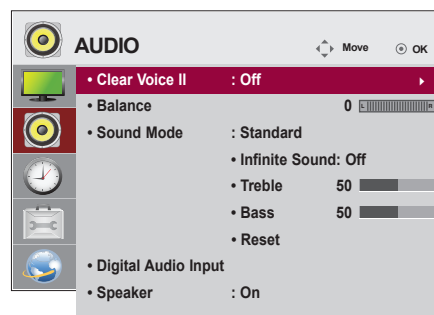 AUDIO Move OK
• Clear Voice II : Off
• Balance 0 L R
• Sound Mode : Standard
• Infinite Sound: Off
• Treble 50
• Bass 50
• Reset
• Digital Audio Input
• Speaker : On